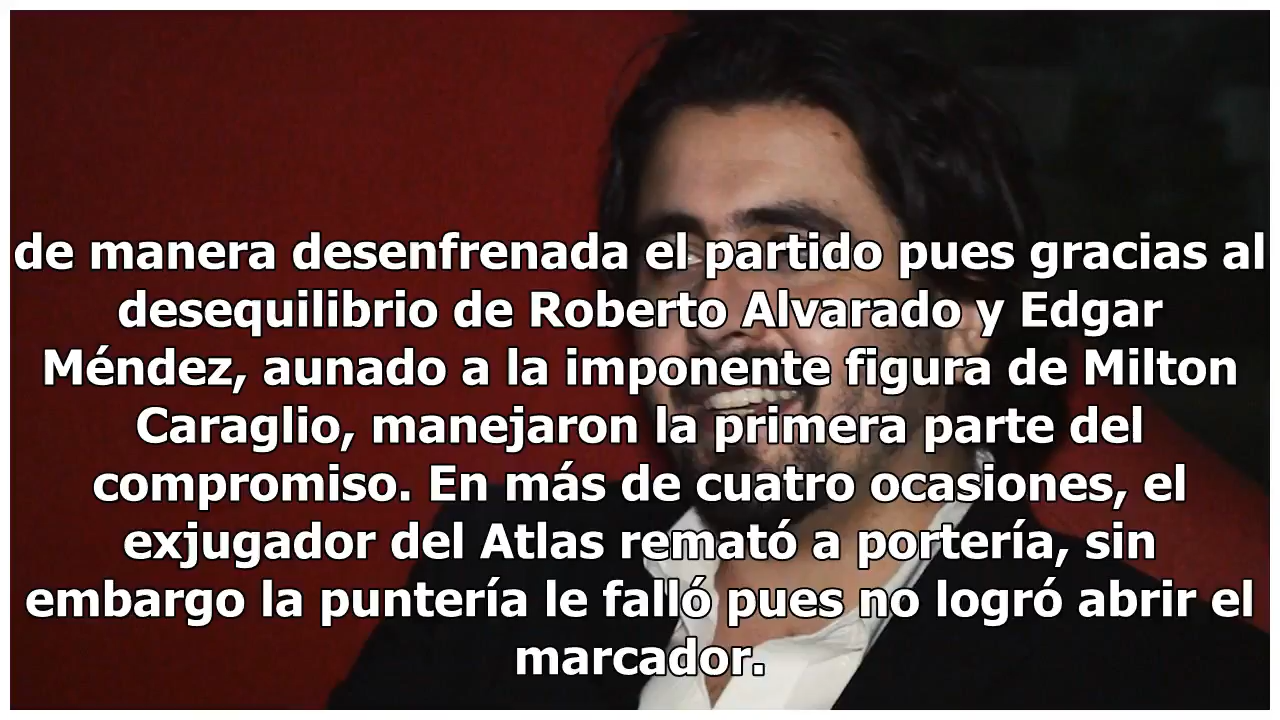 de manera desenfrenada el partido pues gracias al
desequilibrio de Roberto Alvarado y Edgar
Méndez, aunado a la imponente figura de Milton
Caraglio, manejaron la primera parte del
compromiso. En más de cuatro ocasiones, el
exjugador del Atlas remató a portería, sin
embargo la puntería le falló pues no logró abrir el
marcador.